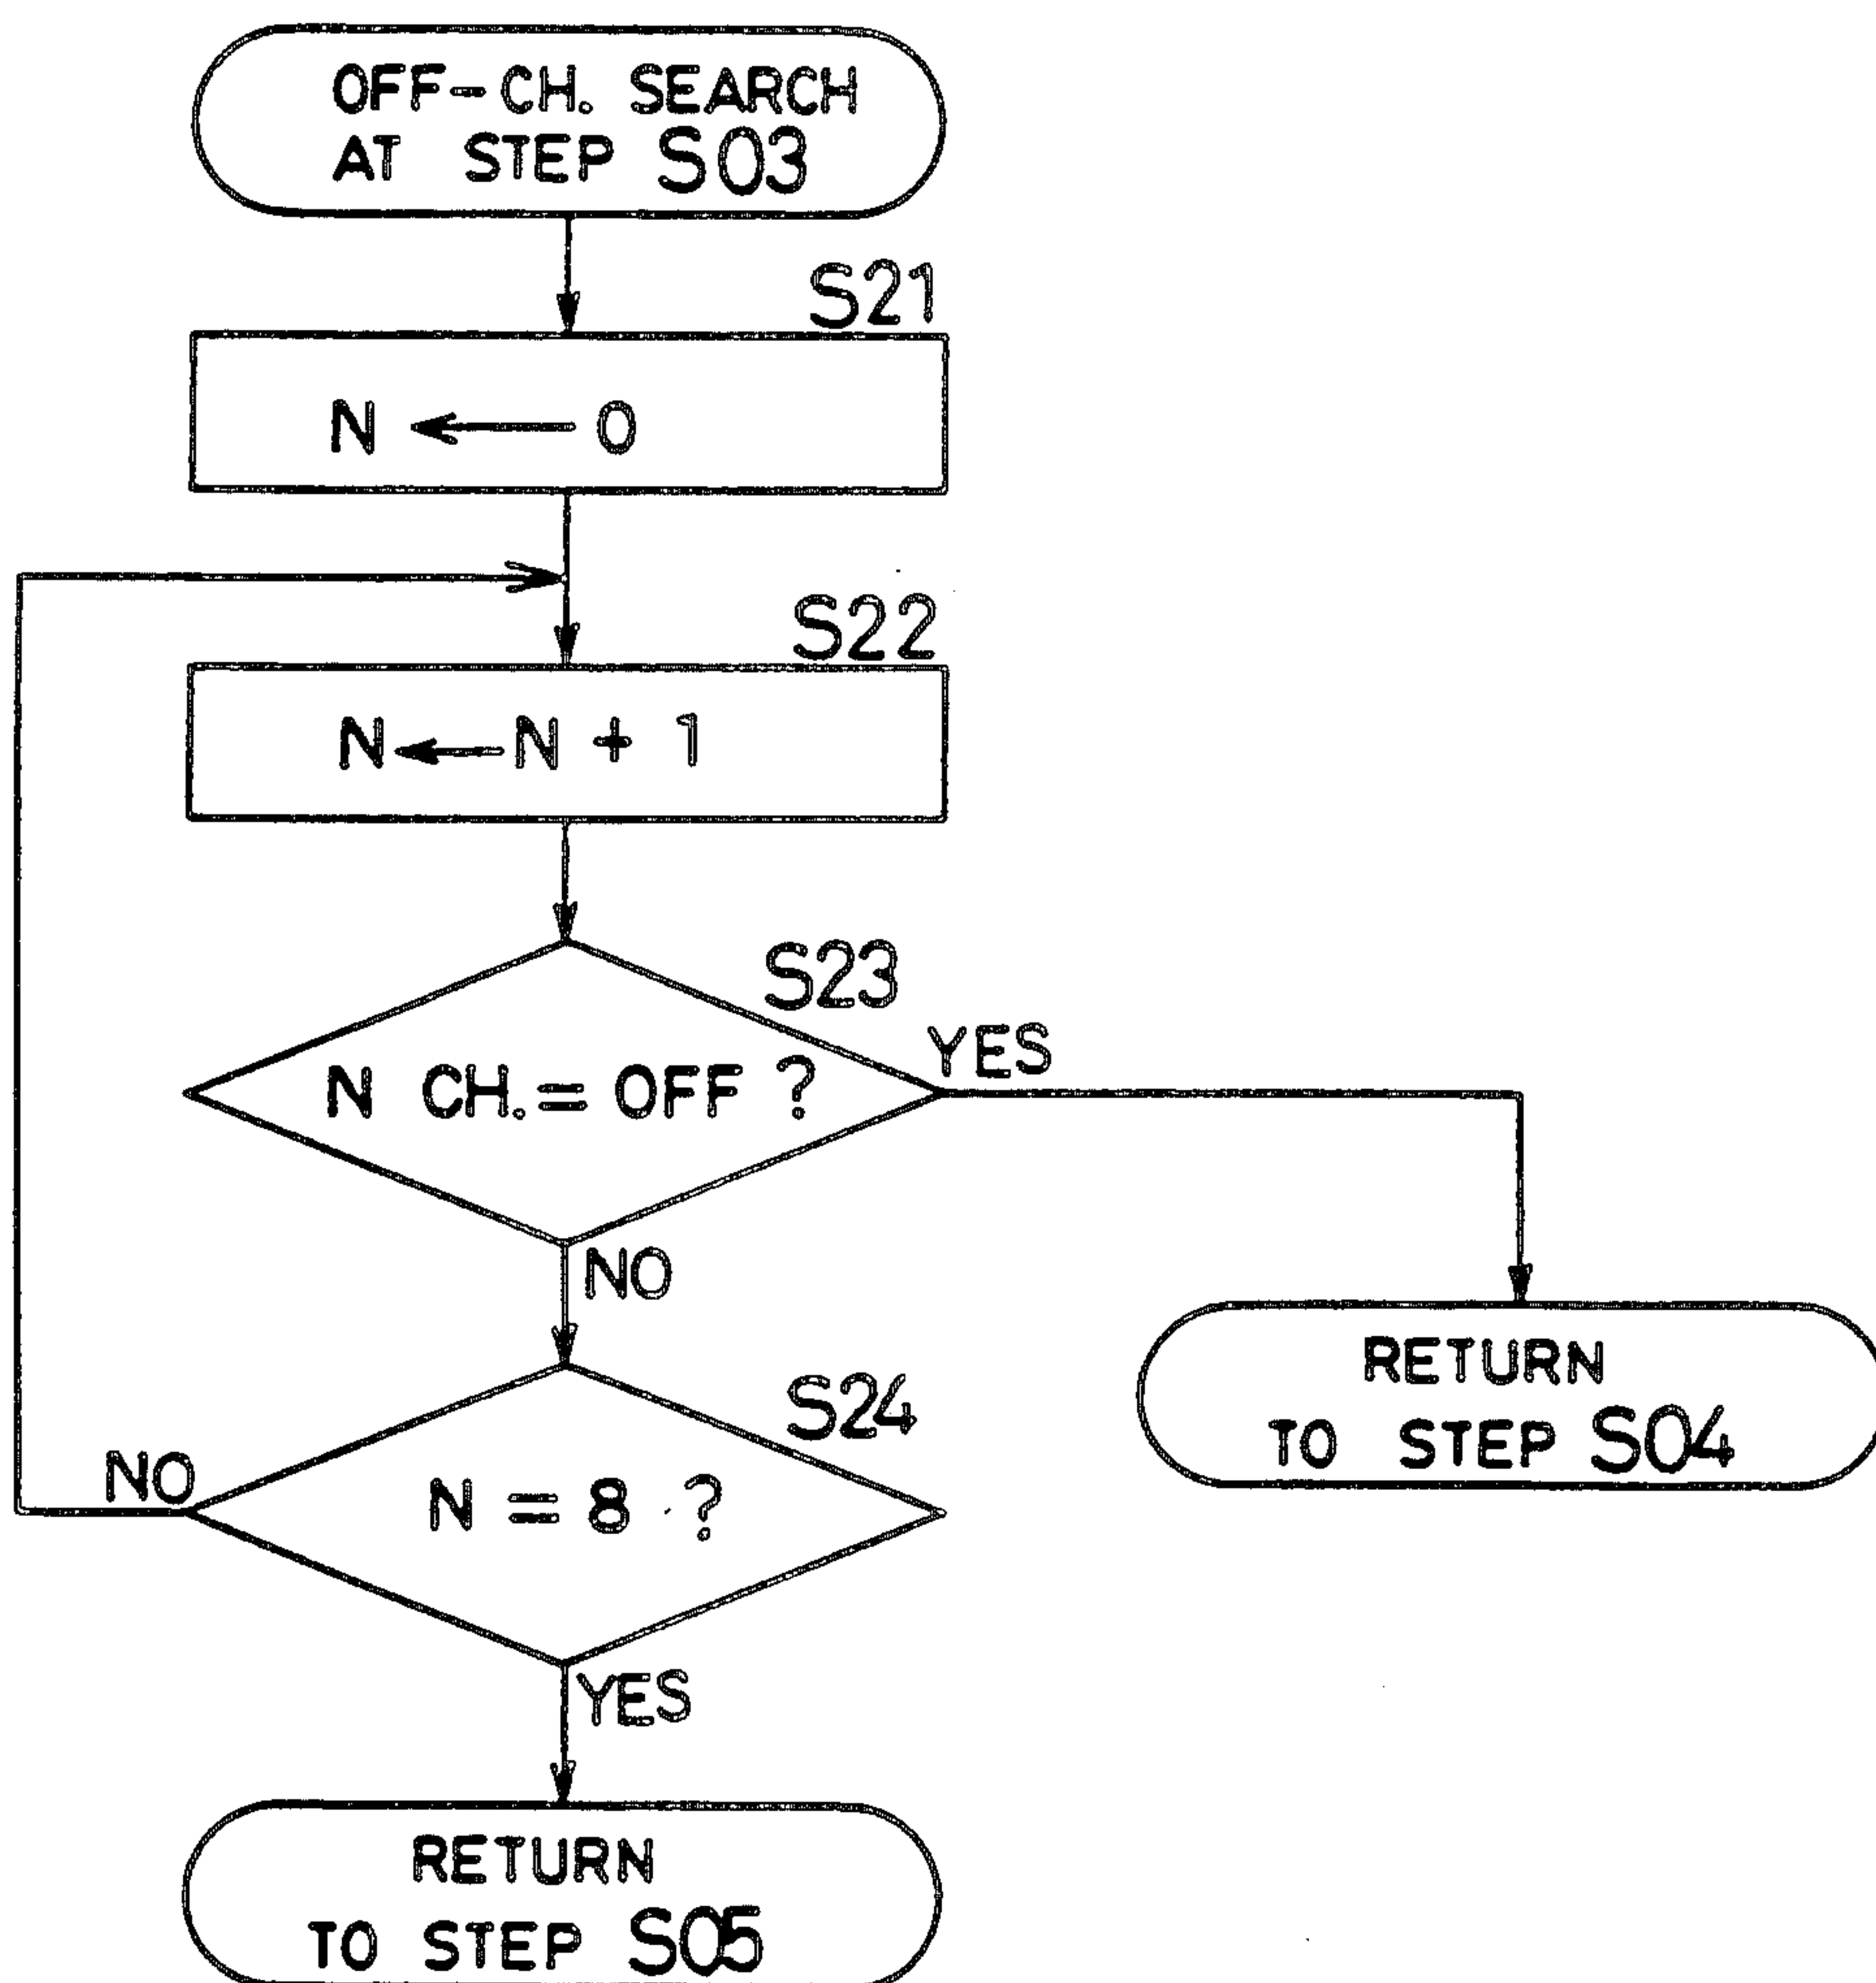 OFF-CH. SEARCH
AT STEP S03
S21
N ← 0
S22
N ← N + 1
S23
N CH. = OFF ?
YES
NO
RETURN
TO STEP S04
S24
N = 8 ?
NO
YES
RETURN
TO STEP S05